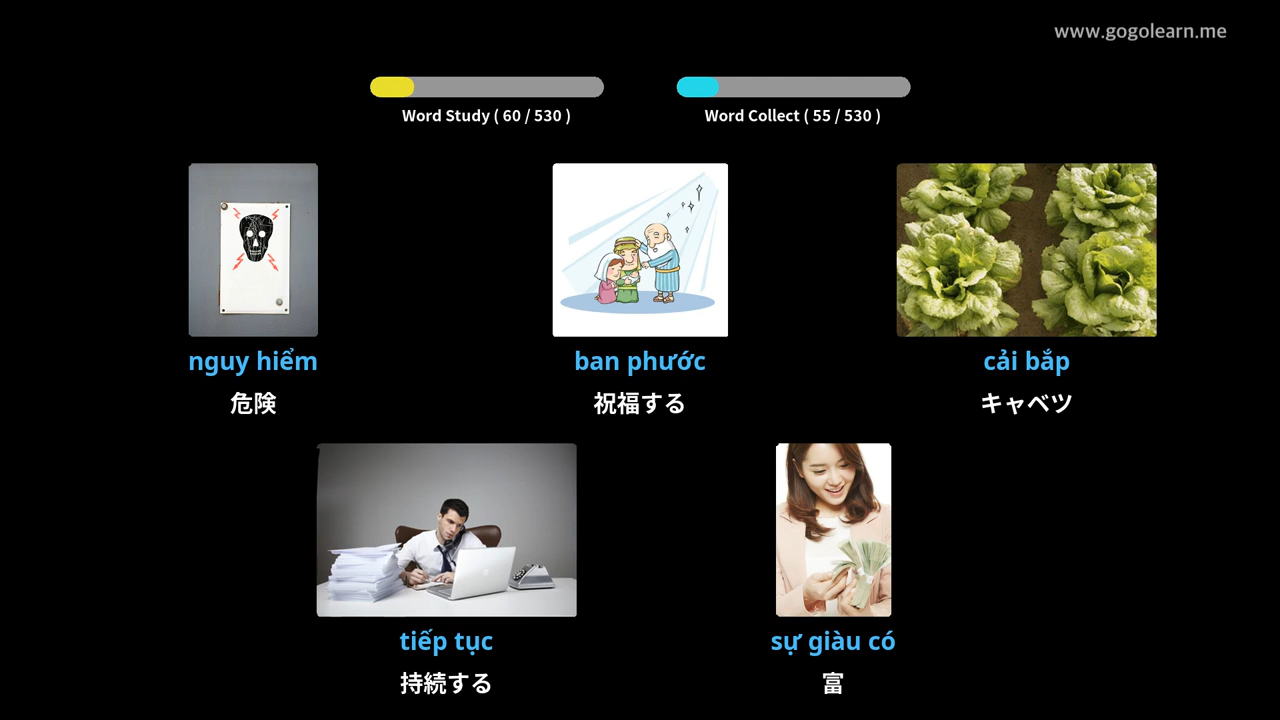 www.gogolearn.me
Word Study ( 60 / 530 )
Word Collect ( 55 / 530 )
nguy hiểm
危険
ban phước
祝福する
cải bắp
キャベツ
tiếp tục
持続する
sự giàu có
富